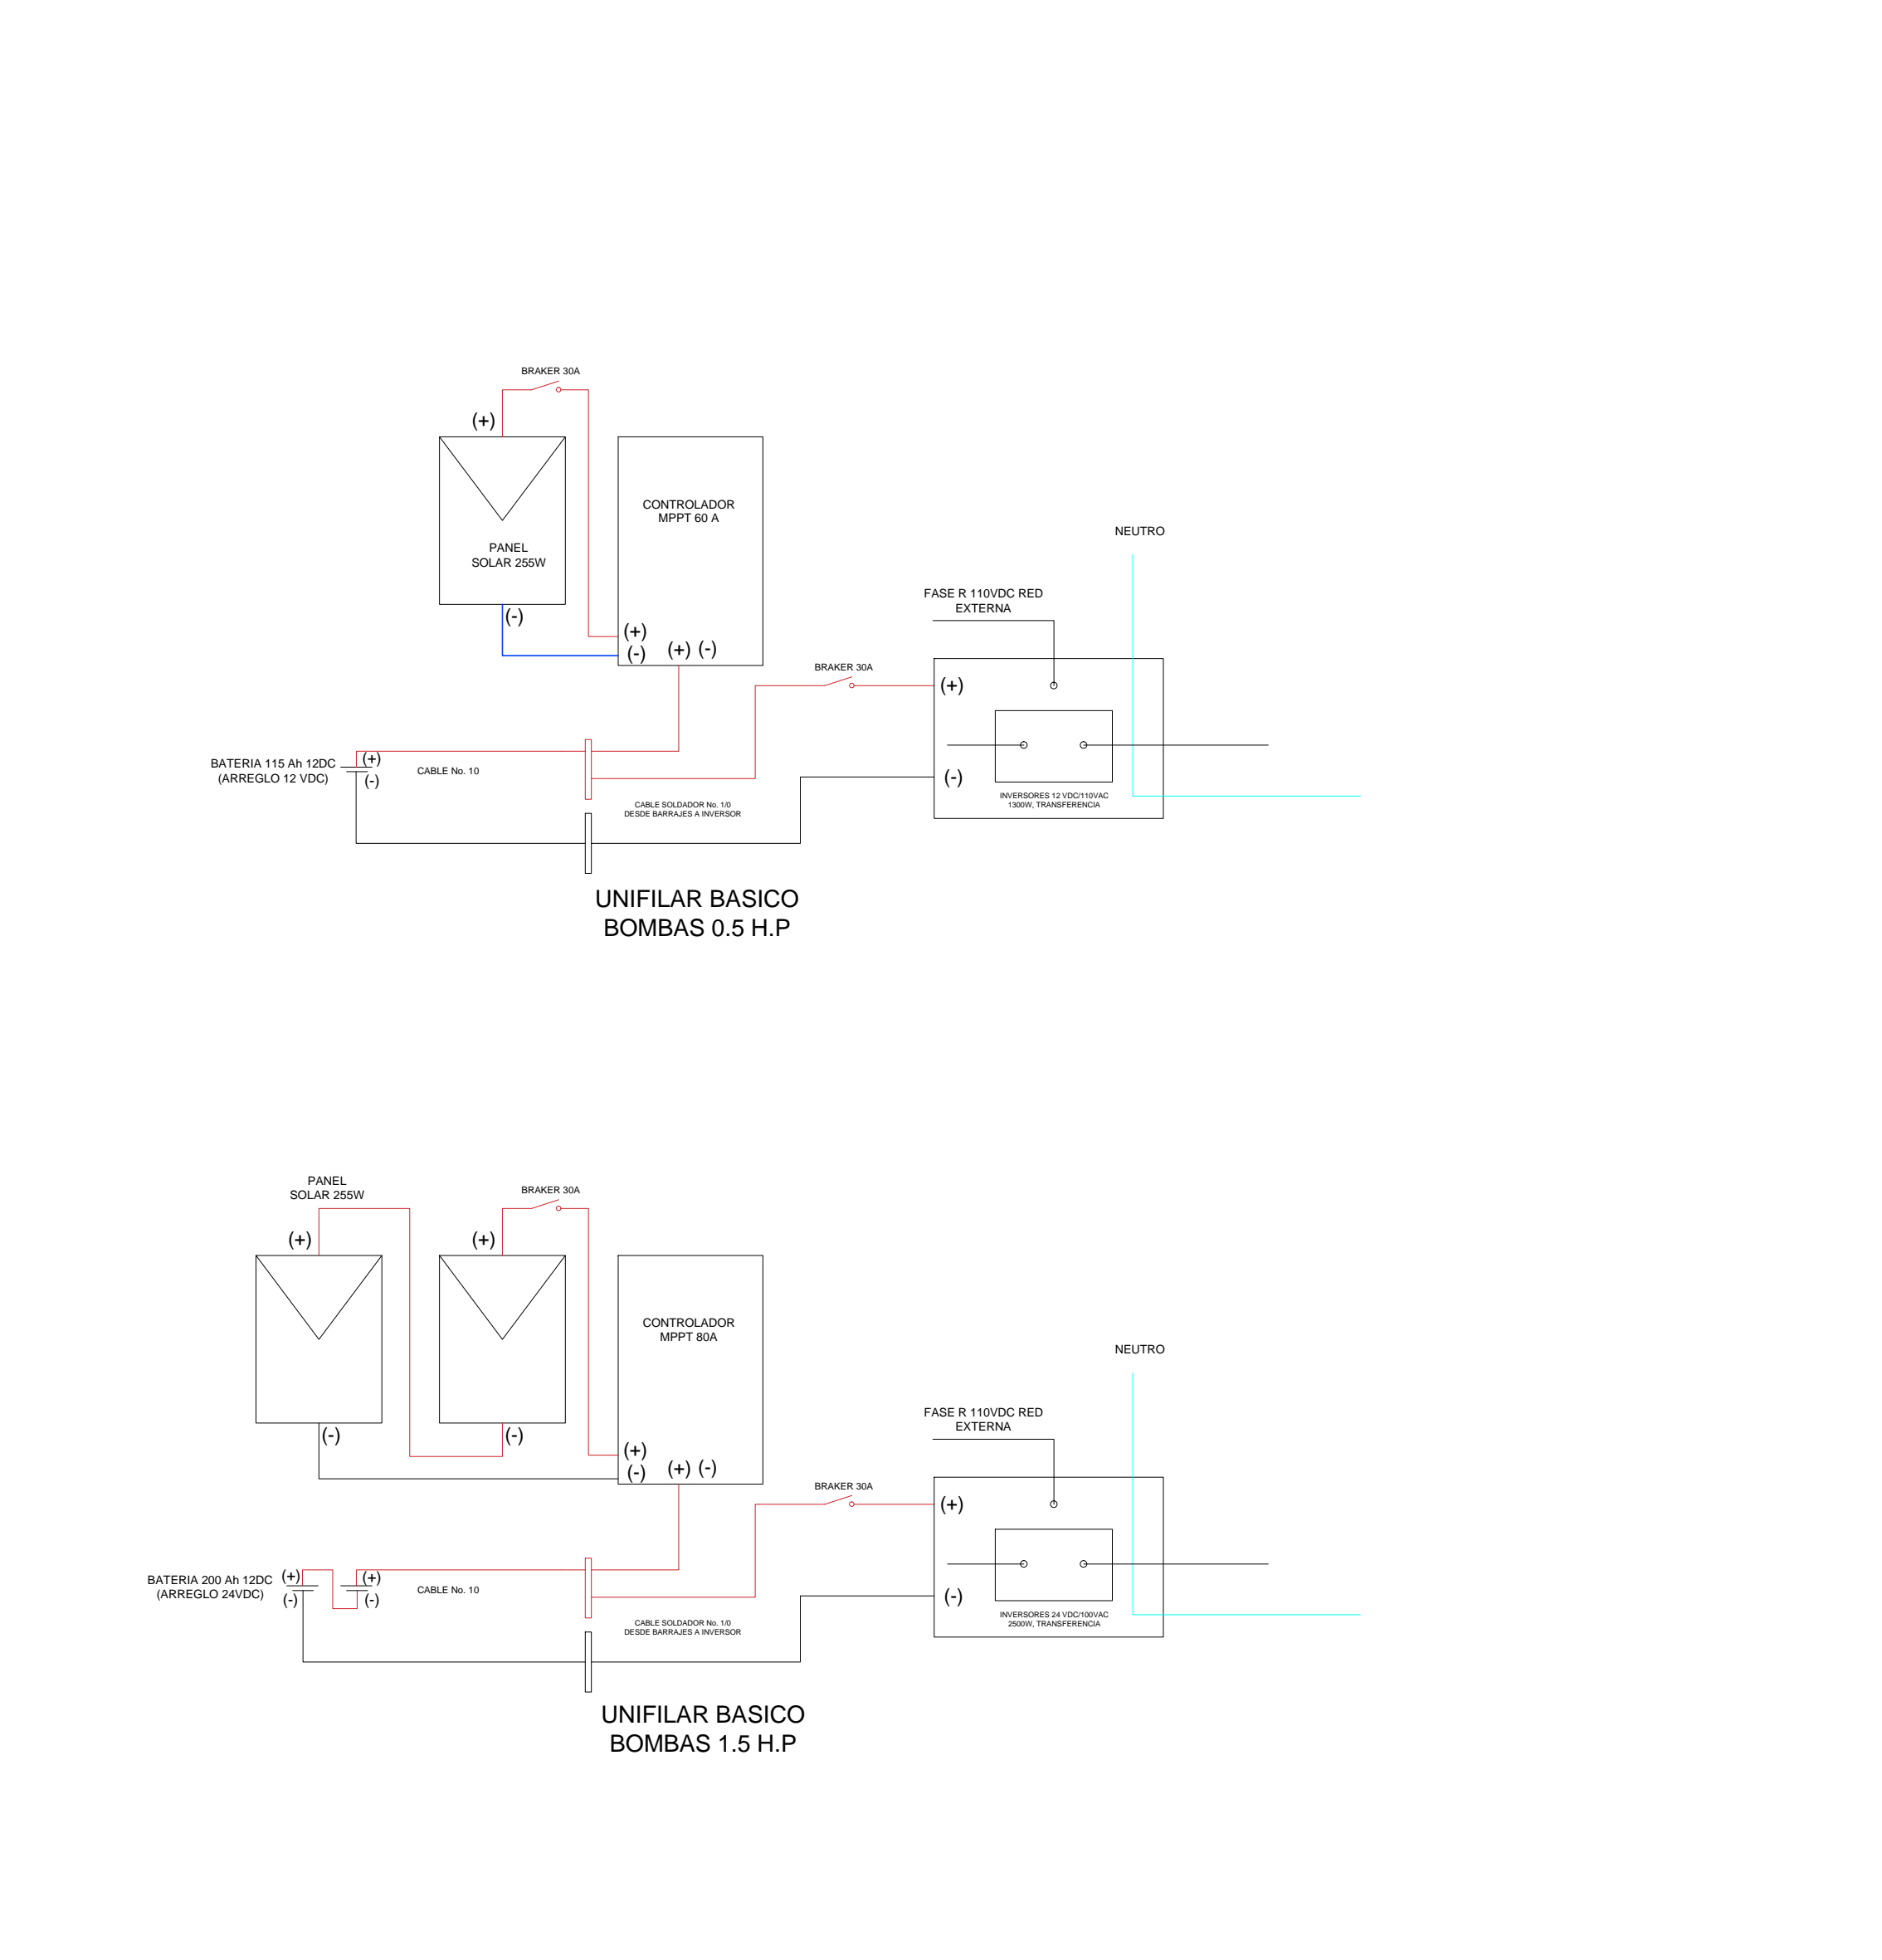 BRAKER 30A
(+)
CONTROLADOR
MPPT 60 A
PANEL
SOLAR 255W
(-)
(+)
(-)
(+) (-)
NEUTRO
FASE R 110VDC RED
EXTERNA
BRAKER 30A
(+)
(-)
BATERIA 115 Ah 12DC
(ARREGLO 12 VDC)
(+)
(-)
CABLE No. 10
CABLE SOLDADOR No. 1/0
DESDE BARRAJES A INVERSOR
INVERSORES 12 VDC/110VAC
1300W, TRANSFERENCIA
UNIFILAR BASICO
BOMBAS 0.5 H.P
PANEL
SOLAR 255W
BRAKER 30A
(+)
(+)
CONTROLADOR
MPPT 80A
(-)
(-)
(+)
(-)
(+) (-)
NEUTRO
FASE R 110VDC RED
EXTERNA
BRAKER 30A
(+)
(-)
BATERIA 200 Ah 12DC
(ARREGLO 24VDC)
(+)
(-)
(+)
(-)
CABLE No. 10
CABLE SOLDADOR No. 1/0
DESDE BARRAJES A INVERSOR
INVERSORES 24 VDC/100VAC
2500W, TRANSFERENCIA
UNIFILAR BASICO
BOMBAS 1.5 H.P